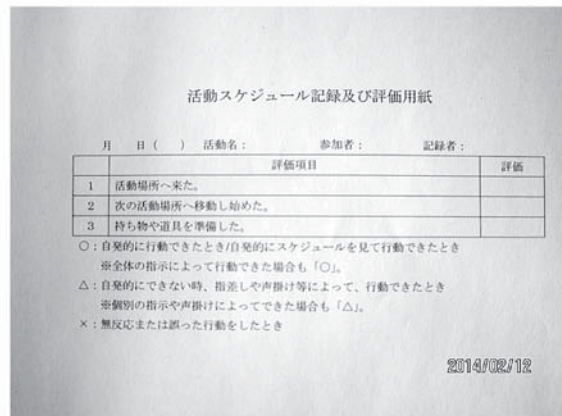 活動スケジュール記録及び評価用紙
月 日( ) 活動名: 参加者: 記録者:
評価項目 評価
1 活動場所へ来た。
2 次の活動場所へ移動し始めた。
3 持ち物や道具を準備した。
○:自発的に行動できたとき/自発的にスケジュールを見て行動できたとき
※全体の指示によって行動できた場合も「○」。
△:自発的にできない時、指差しや声掛け等によって、行動できたとき
※個別の指示や声掛けによってできた場合も「△」。
×:無反応または誤った行動をしたとき
2014/02/12